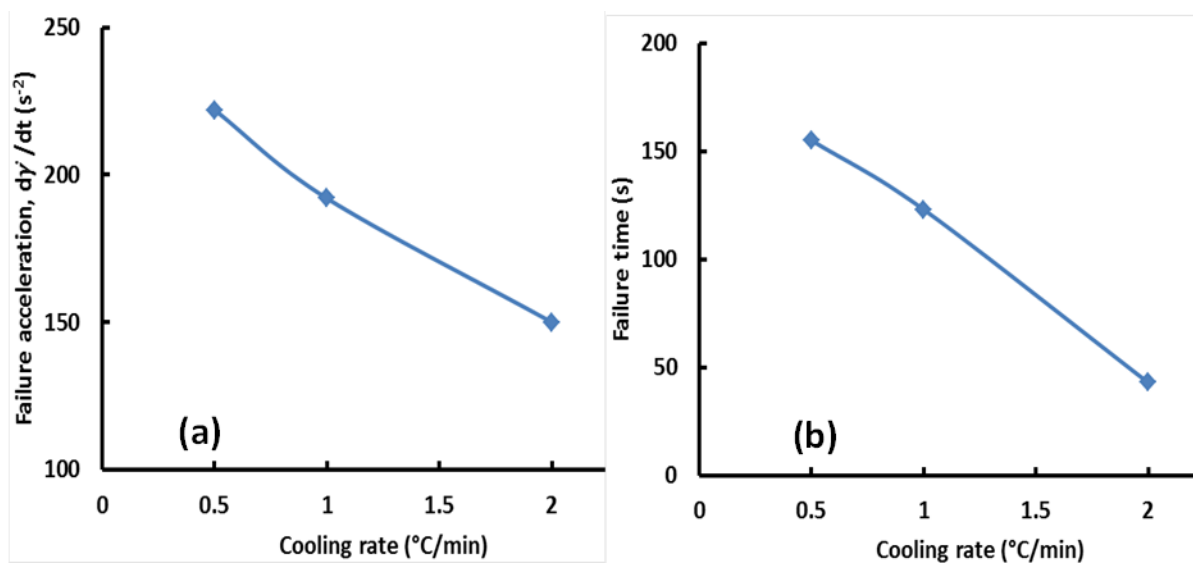 Failure acceleration, dγ̇ /dt (s⁻²)
250
200
150
100
0 0.5 1 1.5 2
Cooling rate (°C/min)
(a)
Failure time (s)
200
150
100
50
0
0 0.5 1 1.5 2
Cooling rate (°C/min)
(b)